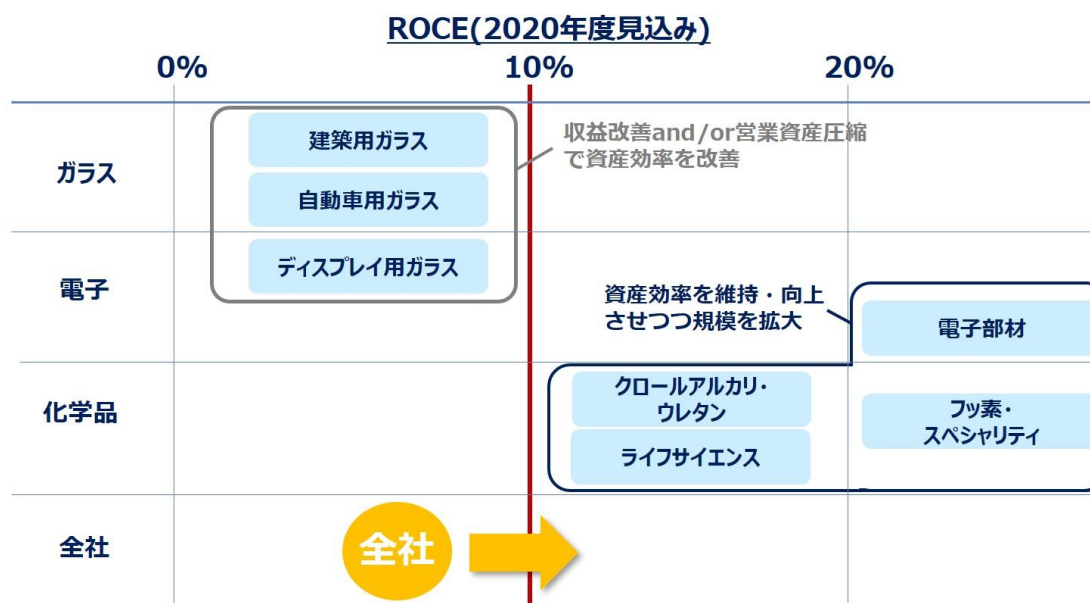 ROCE(2020年度見込み)
0%
10%
20%
ガラス
建築用ガラス
自動車用ガラス
収益改善and/or営業資産圧縮
で資産効率を改善
電子
ディスプレイ用ガラス
資産効率を維持・向上
させつつ規模を拡大
電子部材
化学品
クロールアルカリ・
ウレタン
ライフサイエンス
フッ素・
スペシャリティ
全社
全社